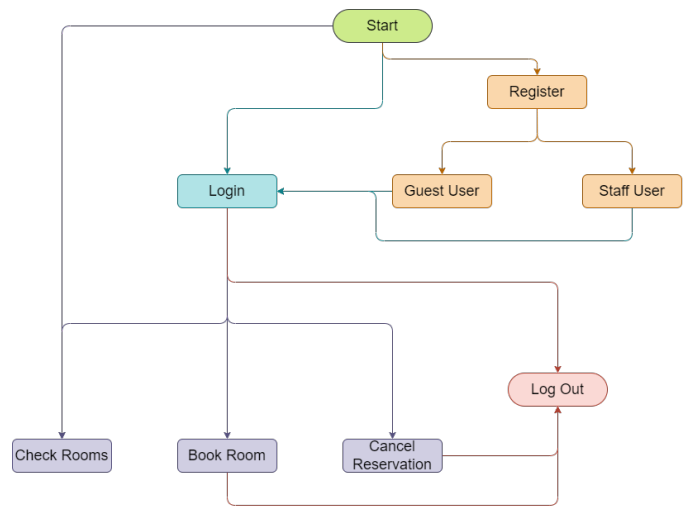 Start
Register
Login
Guest User
Staff User
Log Out
Check Rooms
Book Room
Cancel
Reservation